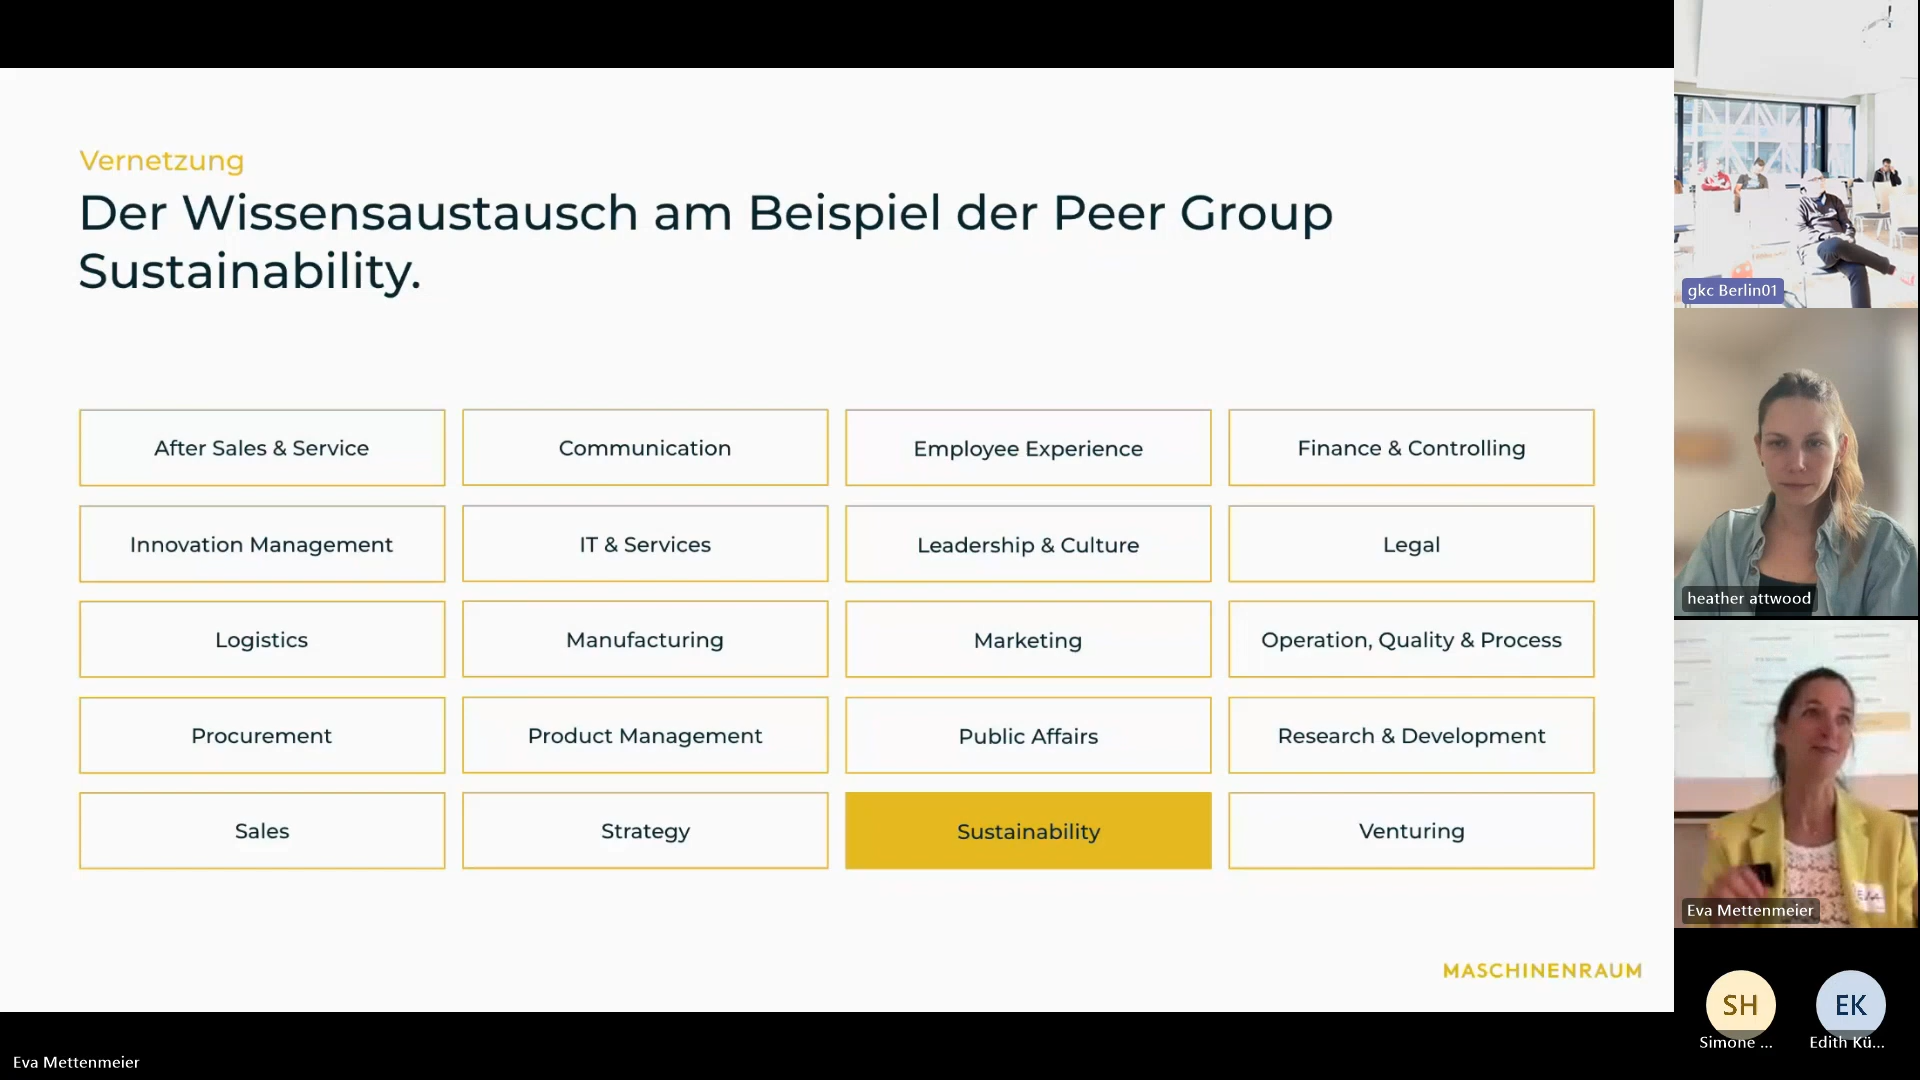 Vernetzung
Der Wissensaustausch am Beispiel der Peer Group
Sustainability.
After Sales & Service
Communication
Employee Experience
Finance & Controlling
Innovation Management
IT & Services
Leadership & Culture
Legal
Logistics
Manufacturing
Marketing
Operation, Quality & Process
Procurement
Product Management
Public Affairs
Research & Development
Sales
Strategy
Sustainability
Venturing
MASCHINENRAUM
Eva Mettenmeier
gkc Berlin01
heather attwood
Eva Mettenmeier
SH
Simone ...
EK
Edith Kü...